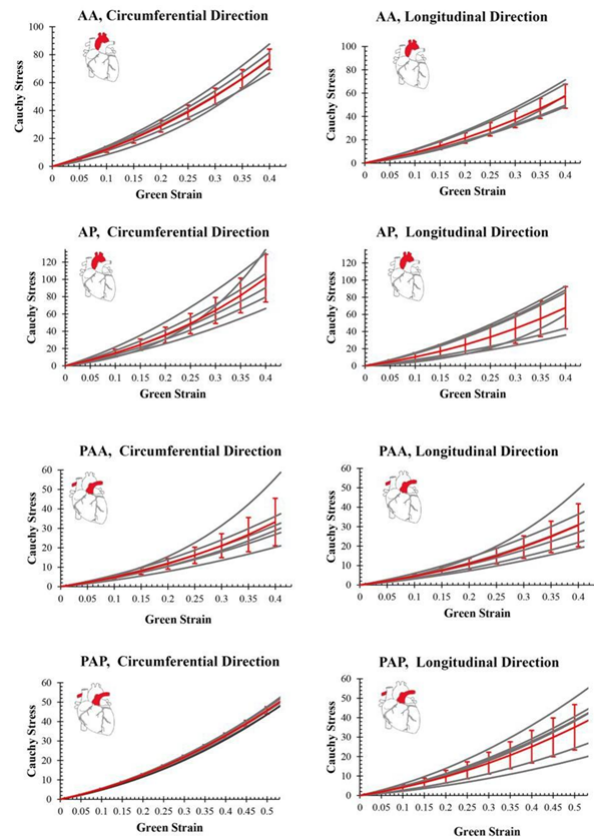 AA, Circumferential Direction
100
80
60
40
20
0
Cauchy Stress
0 0.05 0.1 0.15 0.2 0.25 0.3 0.35 0.4
Green Strain
AA, Longitudinal Direction
100
80
60
40
20
0
Cauchy Stress
0 0.05 0.1 0.15 0.2 0.25 0.3 0.35 0.4
Green Strain
AP, Circumferential Direction
120
100
80
60
40
20
0
Cauchy Stress
0 0.05 0.1 0.15 0.2 0.25 0.3 0.35 0.4
Green Strain
AP, Longitudinal Direction
120
100
80
60
40
20
0
Cauchy Stress
0 0.05 0.1 0.15 0.2 0.25 0.3 0.35 0.4
Green Strain
PAA, Circumferential Direction
60
50
40
30
20
10
0
Cauchy Stress
0 0.05 0.1 0.15 0.2 0.25 0.3 0.35 0.4
Green Strain
PAA, Longitudinal Direction
60
50
40
30
20
10
0
Cauchy Stress
0 0.05 0.1 0.15 0.2 0.25 0.3 0.35 0.4
Green Strain
PAP, Circumferential Direction
60
50
40
30
20
10
0
Cauchy Stress
0 0.05 0.1 0.15 0.2 0.25 0.3 0.35 0.4 0.45 0.5
Green Strain
PAP, Longitudinal Direction
60
50
40
30
20
10
0
Cauchy Stress
0 0.05 0.1 0.15 0.2 0.25 0.3 0.35 0.4 0.45 0.5
Green Strain